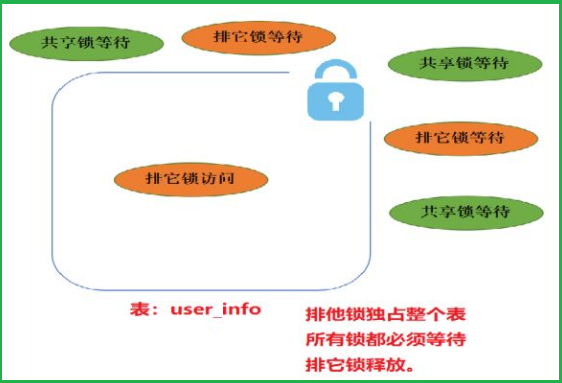 共享锁等待
排它锁等待
共享锁等待
排它锁等待
排它锁访问
共享锁等待
表：user_info
排他锁独占整个表
所有锁都必须等待
排它锁释放。